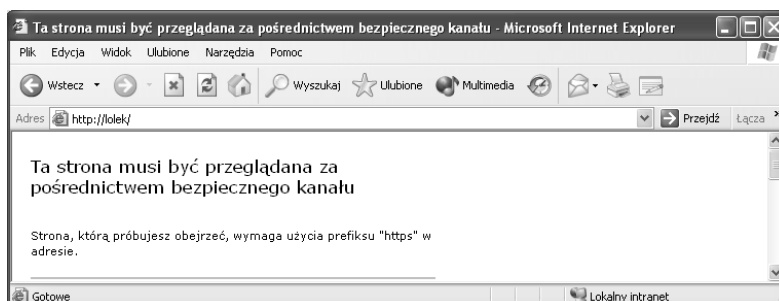 Ta strona musi być przeglądana za pośrednictwem bezpiecznego kanału - Microsoft Internet Explorer
Plik Edycja Widok Ulubione Narzędzia Pomoc
Wstecz Wyszukaj Ulubione Multimedia
Adres http://lolek/ Przejdź Łącza »
Ta strona musi być przeglądana za
pośrednictwem bezpiecznego kanału
Strona, którą próbujesz obejrzeć, wymaga użycia prefiksu "https" w
adresie.
Gotowe Lokalny intranet